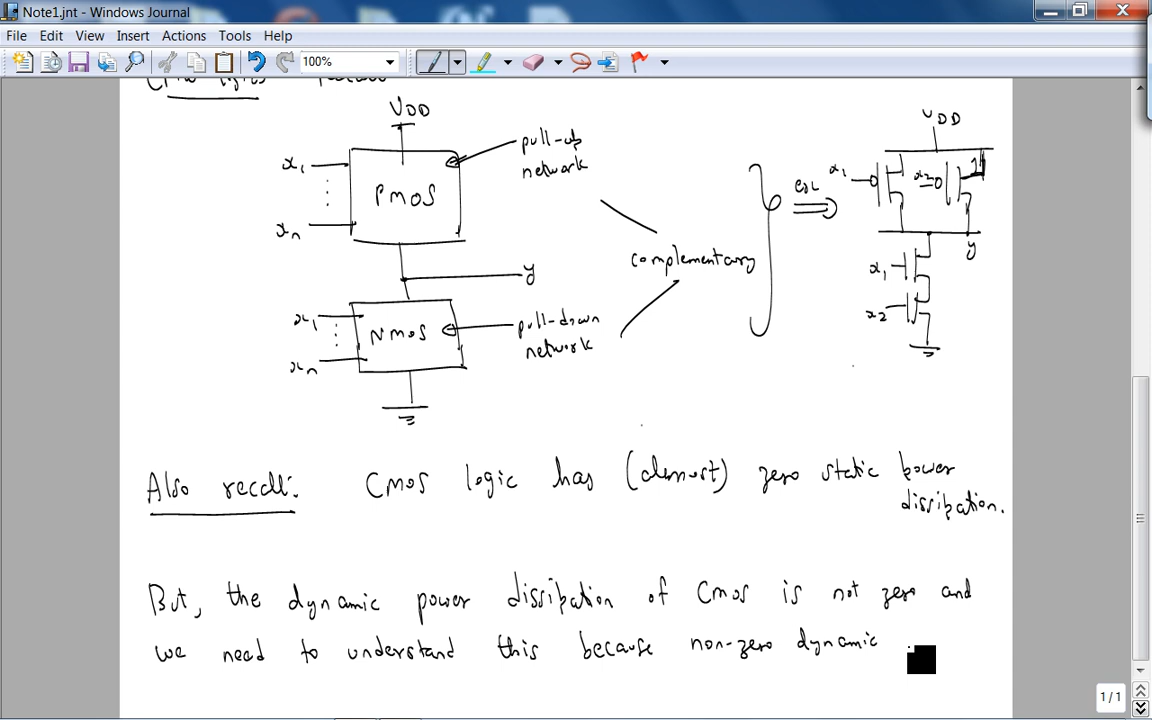 Note1.jnt - Windows Journal
File Edit View Insert Actions Tools Help
100%
VDD
x1
⋮
xn
PMOS
pull-up
network
y
x1
⋮
xn
NMOS
pull-down
network
complementary
VDD
x1
x2
y
x1
x2
Also recall: CMOS logic has (almost) zero static power
dissipation.
But, the dynamic power dissipation of CMOS is not zero and
we need to understand this because non-zero dynamic
1/1